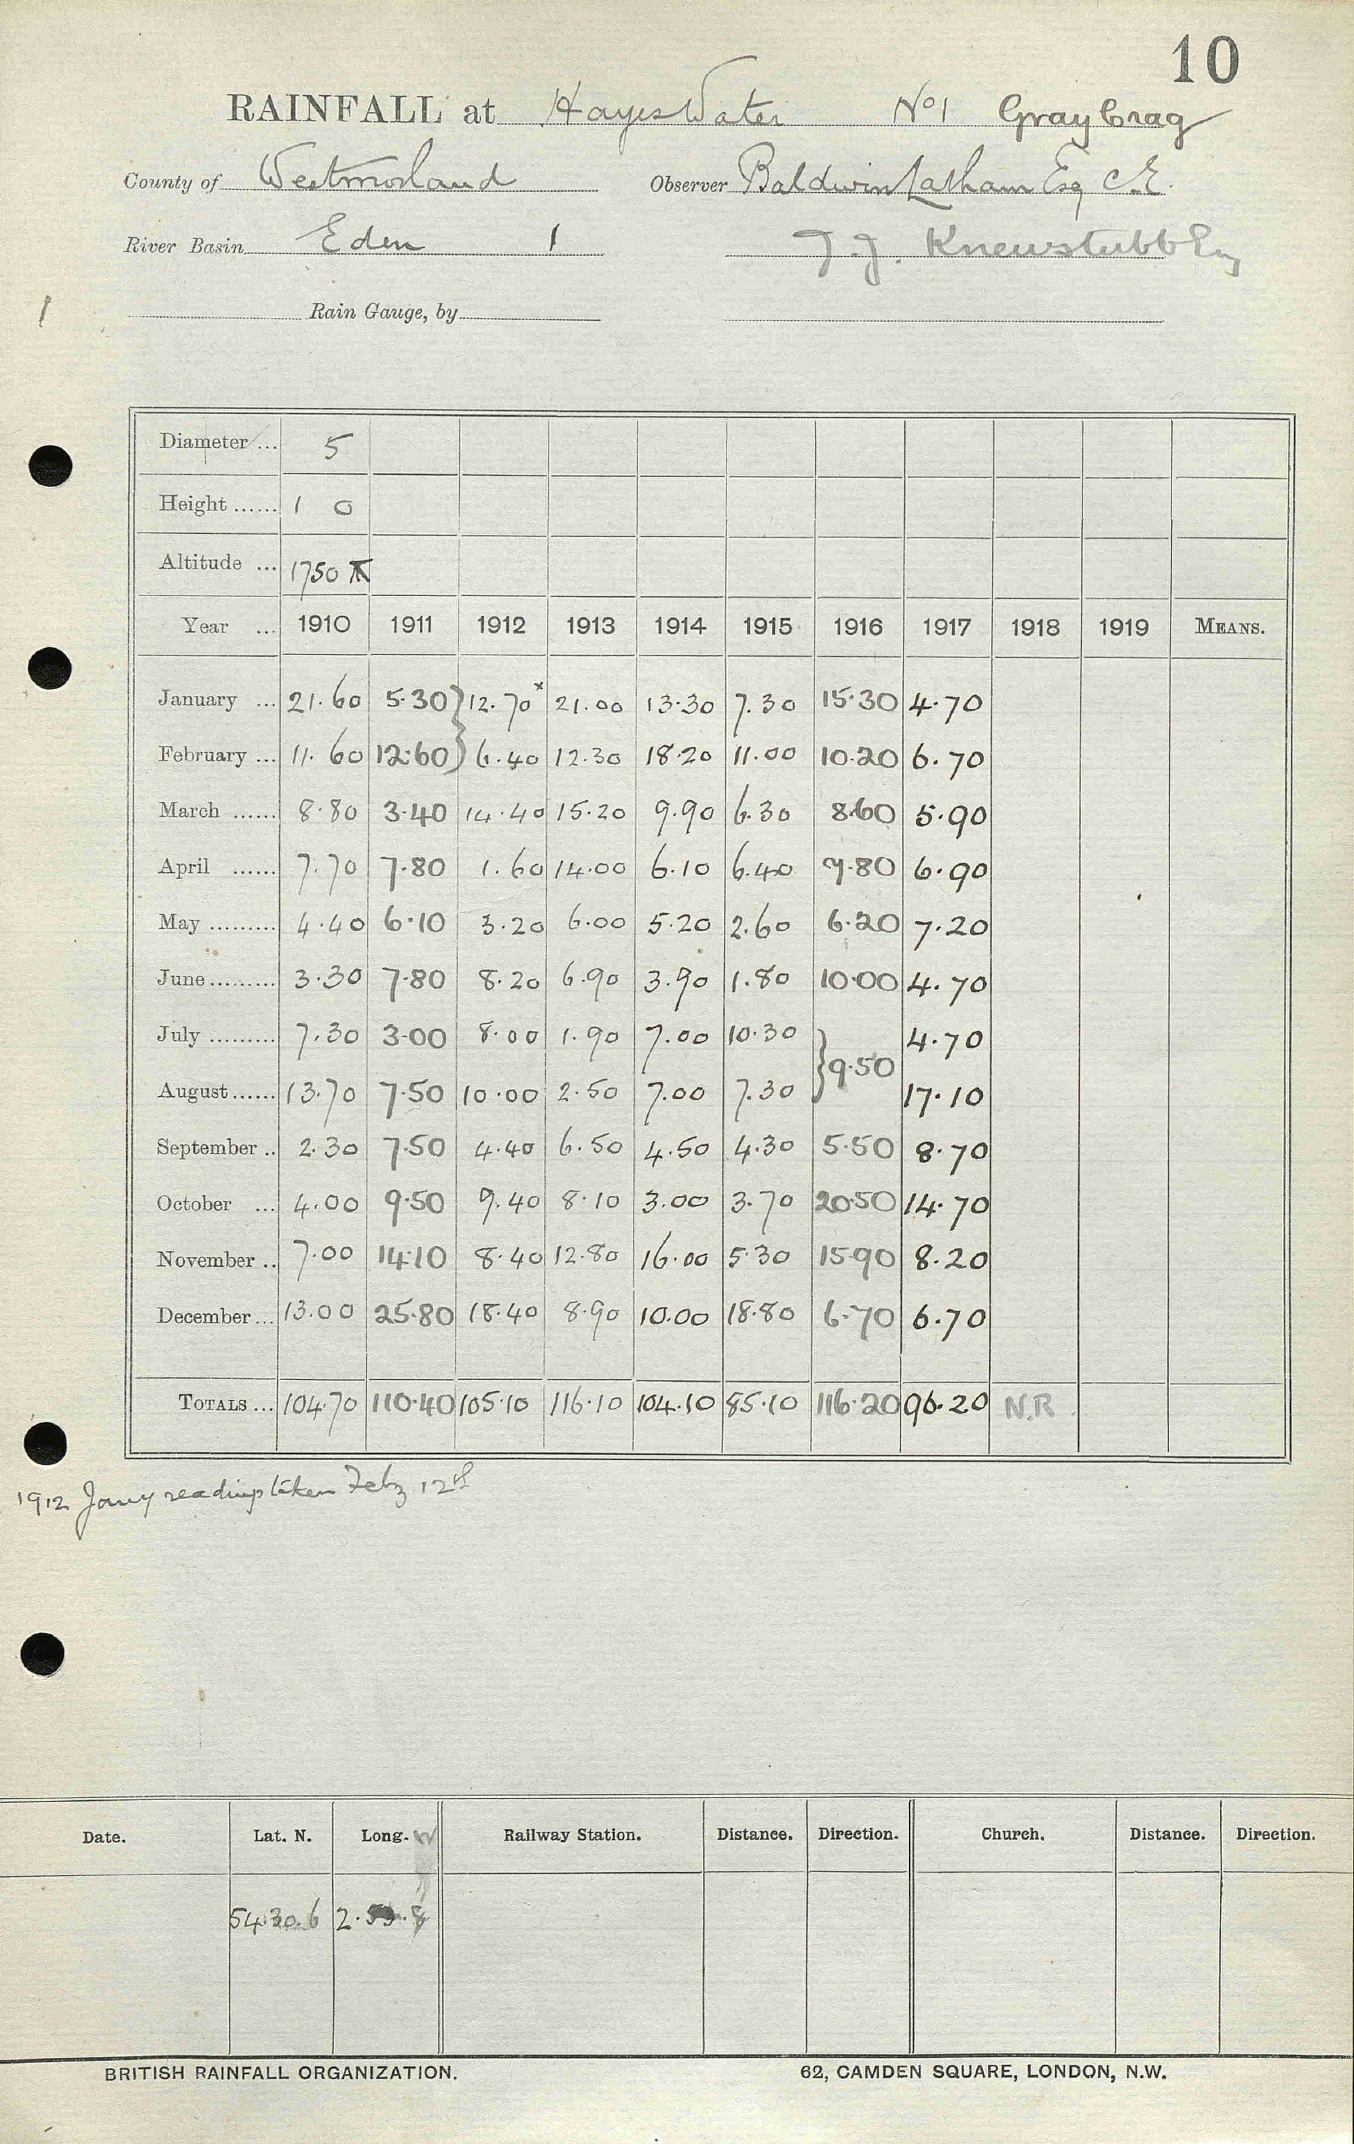 10
RAINFALL at Hayes Water No 1 Gray Crag
County of Westmorland Observer Baldwin Latham Esq C.E.
River Basin Eden 1 J. J. Knewstubb Esq
1 Rain Gauge, by
Diameter ... 5
Height ...... 1 0
Altitude ... 1750
Year ... 1910 1911 1912 1913 1914 1915 1916 1917 1918 1919 MEANS.
January ... 21.60 5.30 } 12.70 x 21.00 13.30 7.30 15.30 4.70
February ... 11.60 12.60 6.40 12.30 18.20 11.00 10.20 6.70
March ...... 8.80 3.40 14.40 15.20 9.90 6.30 8.60 5.90
April ...... 7.70 7.80 1.60 14.00 6.10 6.40 7.80 6.90
May ......... 4.40 6.10 3.20 6.00 5.20 2.60 6.20 7.20
June ......... 3.30 7.80 8.20 6.90 3.90 1.80 10.00 4.70
July ......... 7.30 3.00 8.00 1.90 7.00 10.30 } 9.50 4.70
August ...... 13.70 7.50 10.00 2.50 7.00 7.30 17.10
September .. 2.30 7.50 4.40 6.50 4.50 4.30 5.50 8.70
October ... 4.00 9.50 9.40 8.10 3.00 3.70 20.50 14.70
November .. 7.00 14.10 8.40 12.80 16.00 5.30 15.90 8.20
December ... 13.00 25.80 18.40 8.90 10.00 18.80 6.70 6.70
TOTALS ... 104.70 110.40 105.10 116.10 104.10 85.10 116.20 96.20 N.R.
1912 Jany reading taken Feby 12th
Date. Lat. N. Long. W Railway Station. Distance. Direction. Church. Distance. Direction.
54.30.6 2.
BRITISH RAINFALL ORGANIZATION. 62, CAMDEN SQUARE, LONDON, N.W.